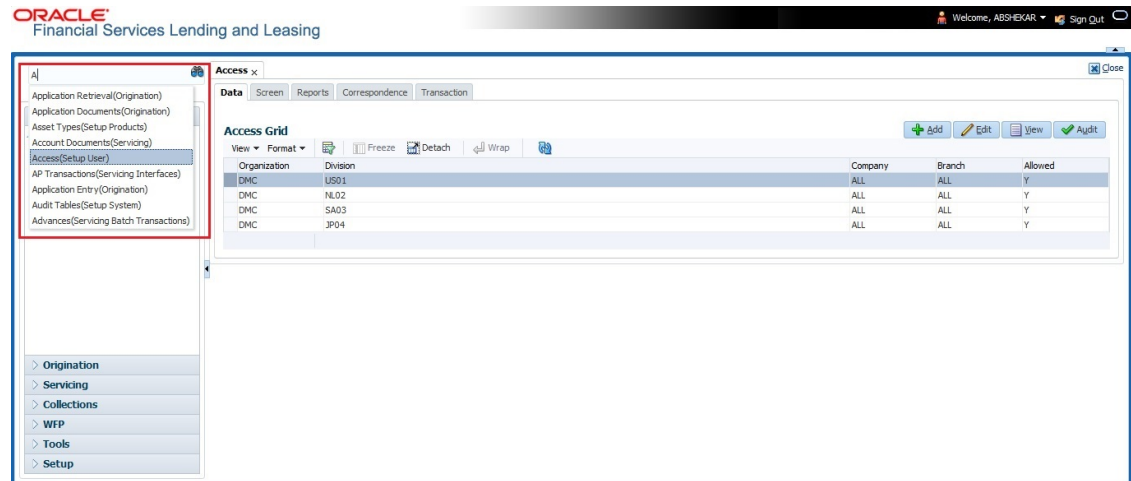 ORACLE®
Financial Services Lending and Leasing
Welcome, ABSHEKAR Sign Out
A
Application Retrieval(Origination)
Application Documents(Origination)
Asset Types(Setup Products)
Account Documents(Servicing)
Access(Setup User)
AP Transactions(Servicing Interfaces)
Application Entry(Origination)
Audit Tables(Setup System)
Advances(Servicing Batch Transactions)
Origination
Servicing
Collections
WFP
Tools
Setup
Access x Close
Data Screen Reports Correspondence Transaction
Access Grid Add Edit View Audit
View Format Freeze Detach Wrap
Organization Division Company Branch Allowed
DMC US01 ALL ALL Y
DMC NL02 ALL ALL Y
DMC SA03 ALL ALL Y
DMC JP04 ALL ALL Y